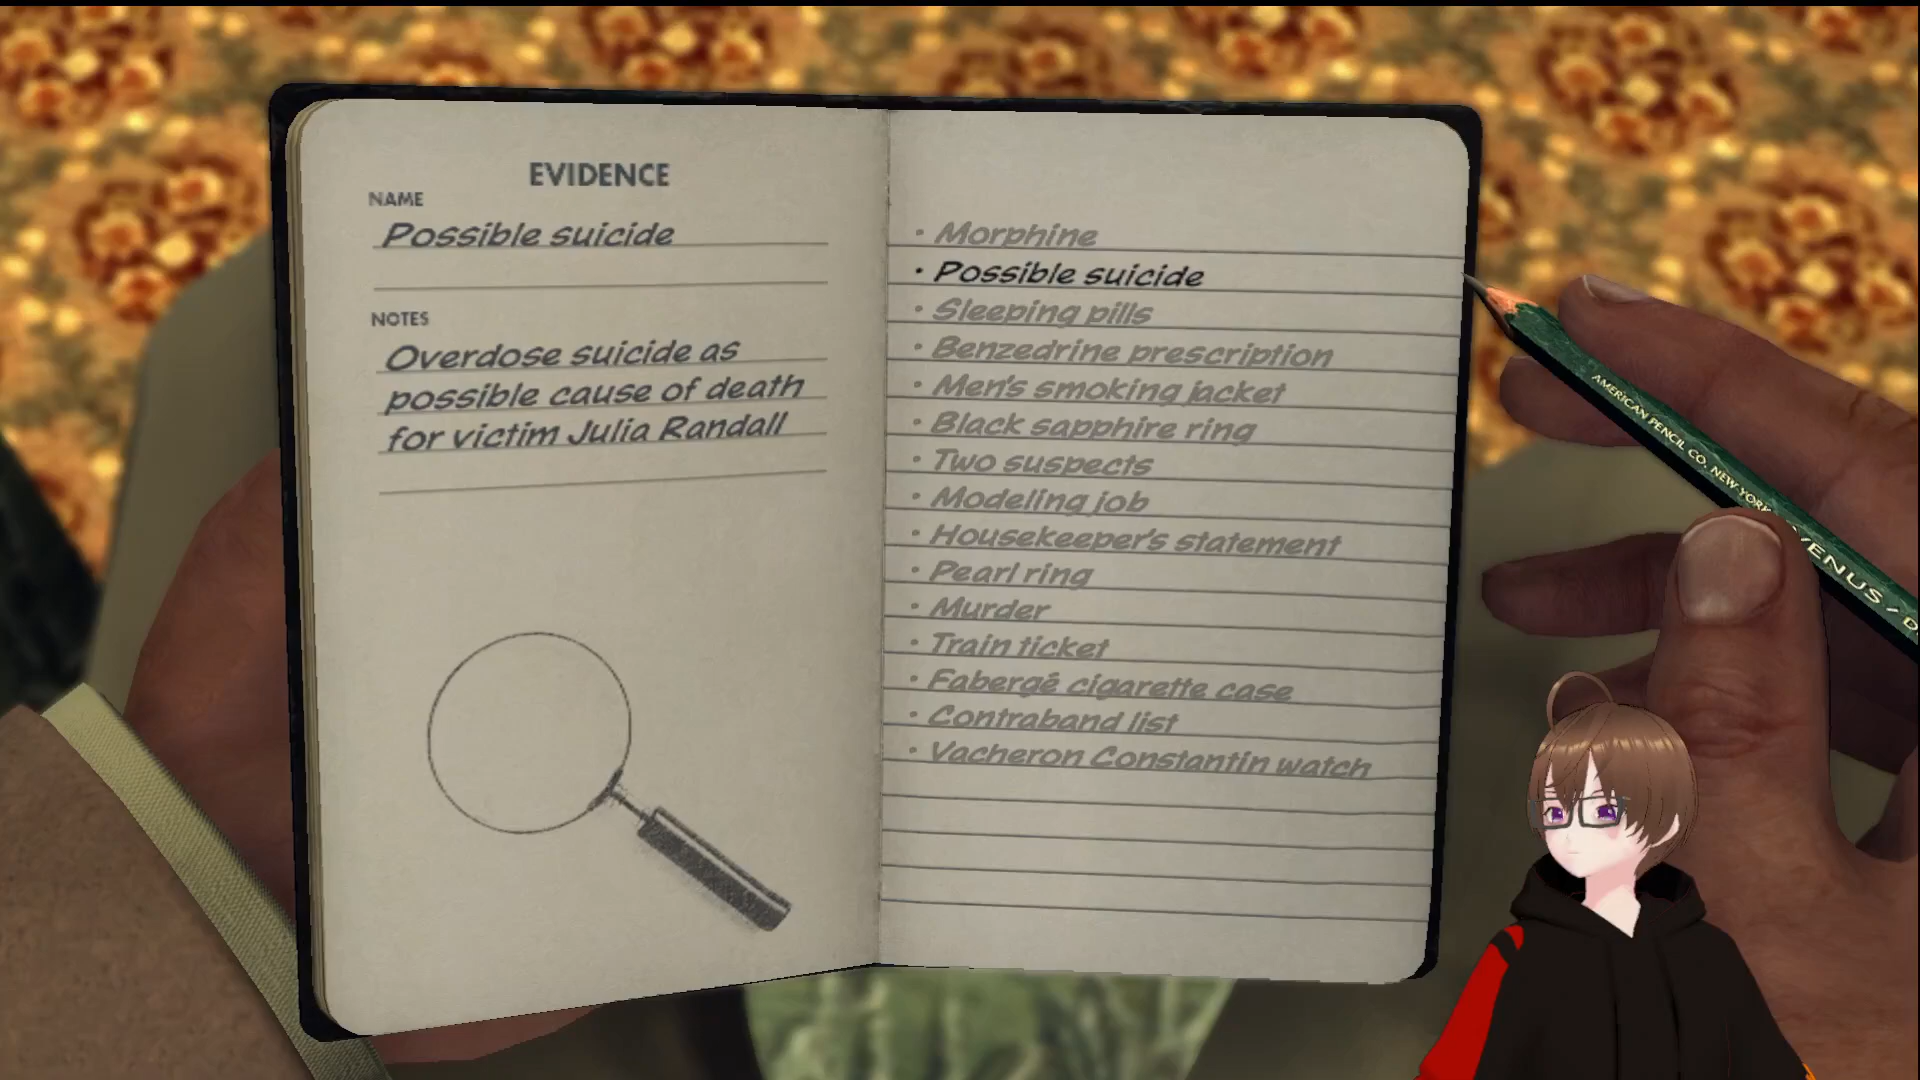 EVIDENCE
NAME
Possible suicide
NOTES
Overdose suicide as
possible cause of death
for victim Julia Randall
• Morphine
• Possible suicide
• Sleeping pills
• Benzedrine prescription
• Men's smoking jacket
• Black sapphire ring
• Two suspects
• Modeling job
• Housekeeper's statement
• Pearl ring
• Murder
• Train ticket
• Fabergé cigarette case
• Contraband list
• Vacheron Constantin watch
AMERICAN PENCIL CO. NEW YORK
VENUS